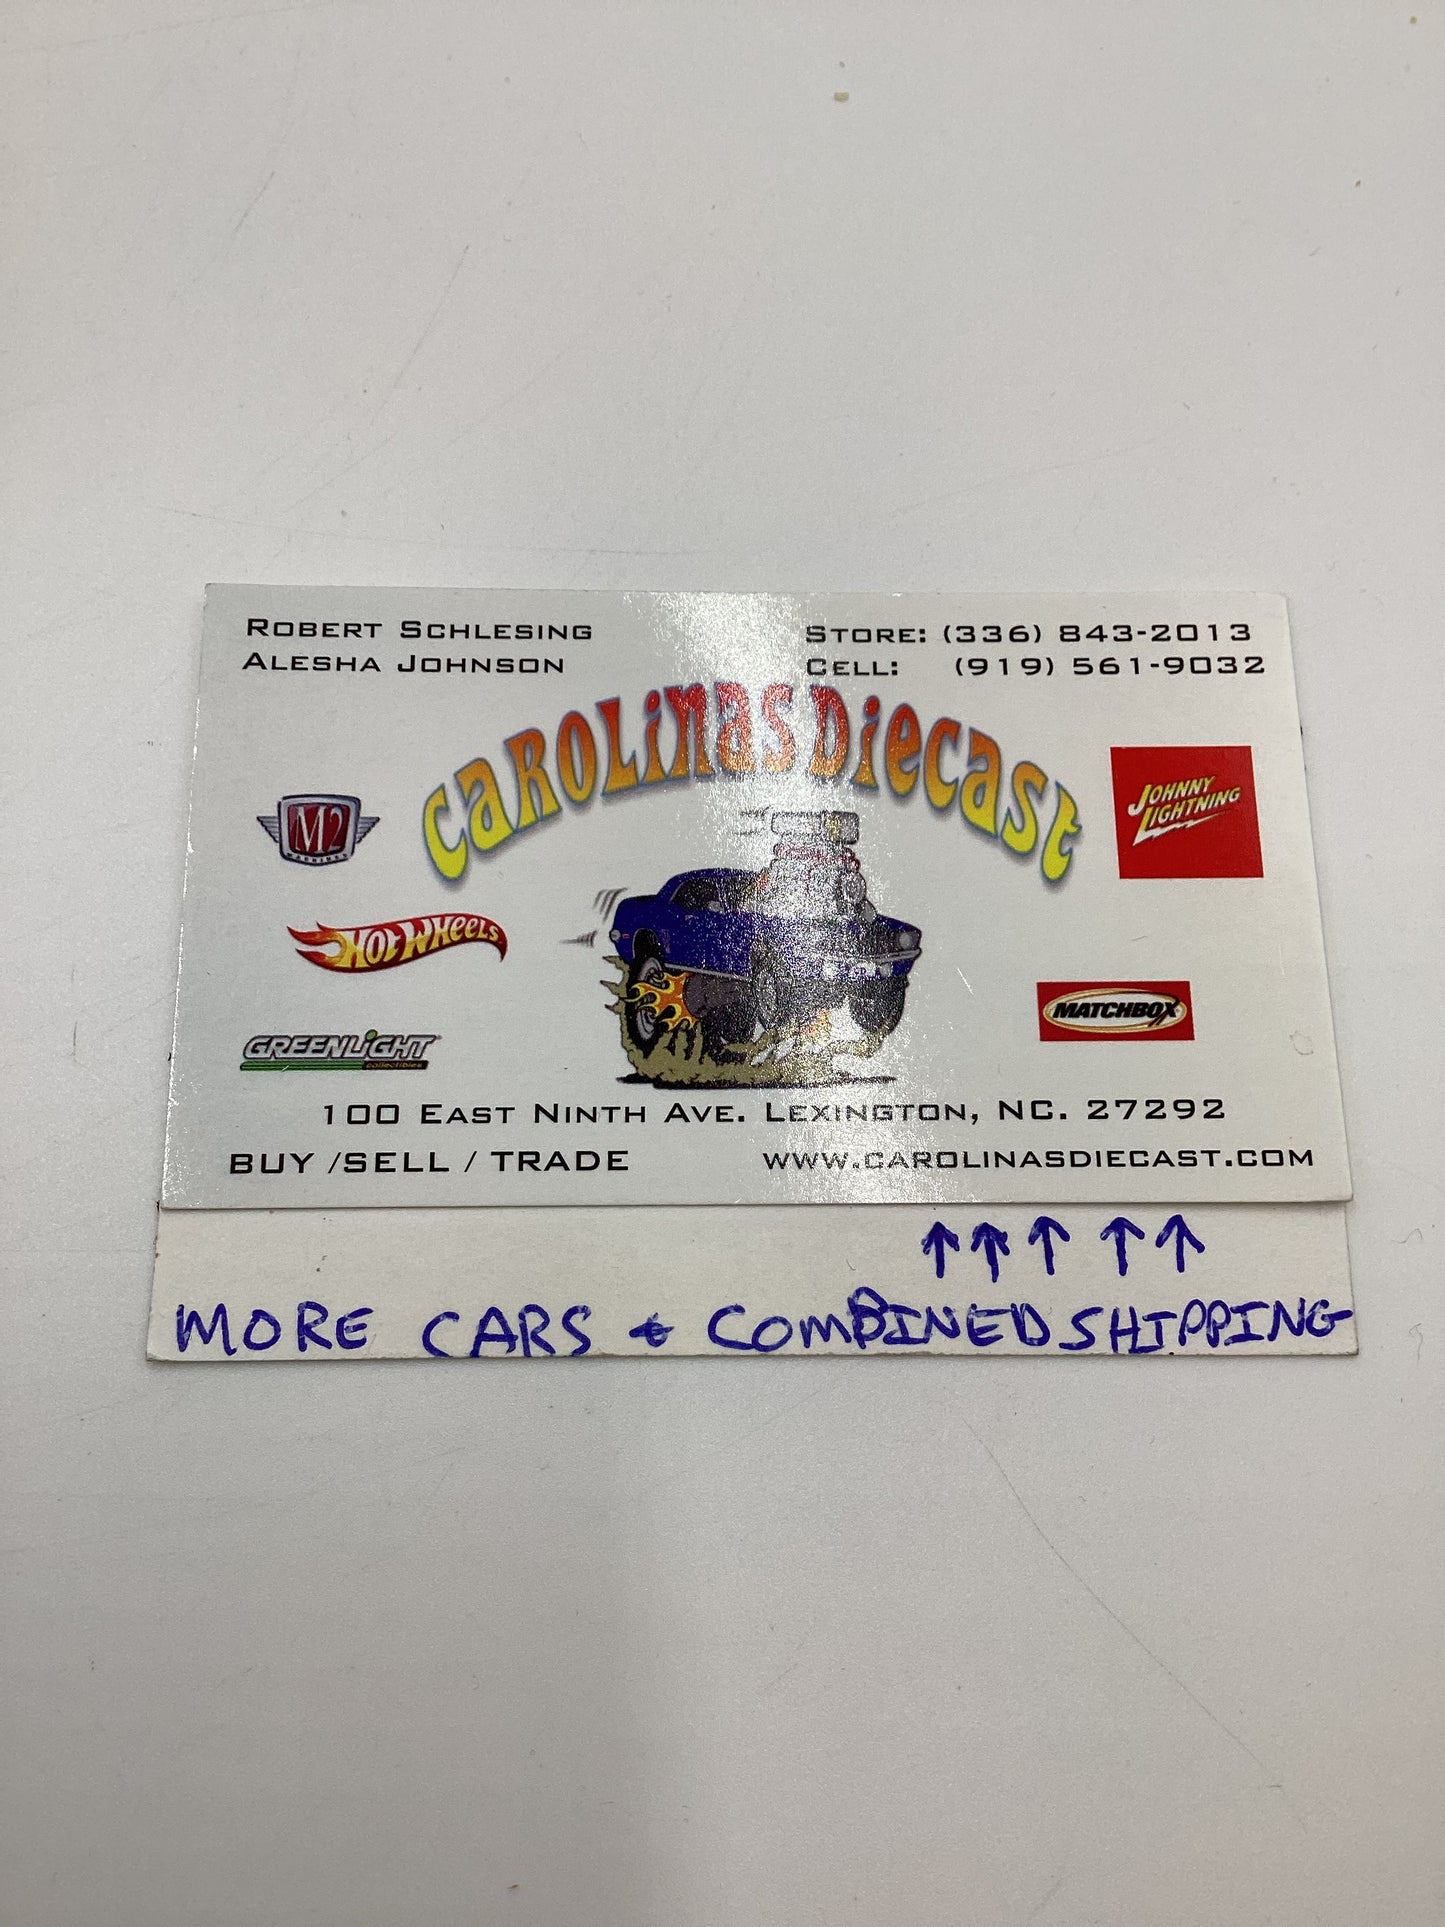 ROBERT SCHLESING
ALESHA JOHNSON
STORE: (336) 843-2013
CELL: (919) 561-9032
CAROLINAS DIECAST
M2
MACHINES
JOHNNY
LIGHTNING
HOT WHEELS
MATCHBOX
GREENLIGHT
collectibles
100 EAST NINTH AVE. LEXINGTON, NC. 27292
BUY /SELL / TRADE
WWW.CAROLINASDIECAST.COM
↑↑↑ ↑↑
MORE CARS & COMBINED SHIPPING